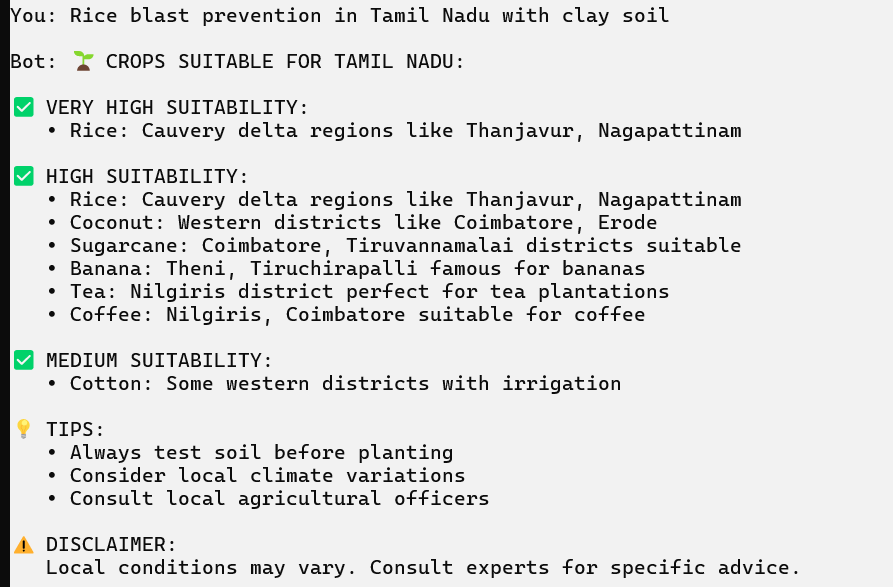 You: Rice blast prevention in Tamil Nadu with clay soil
Bot: 🌱 CROPS SUITABLE FOR TAMIL NADU:
✅ VERY HIGH SUITABILITY:
• Rice: Cauvery delta regions like Thanjavur, Nagapattinam
✅ HIGH SUITABILITY:
• Rice: Cauvery delta regions like Thanjavur, Nagapattinam
• Coconut: Western districts like Coimbatore, Erode
• Sugarcane: Coimbatore, Tiruvannamalai districts suitable
• Banana: Theni, Tiruchirapalli famous for bananas
• Tea: Nilgiris district perfect for tea plantations
• Coffee: Nilgiris, Coimbatore suitable for coffee
✅ MEDIUM SUITABILITY:
• Cotton: Some western districts with irrigation
💡 TIPS:
• Always test soil before planting
• Consider local climate variations
• Consult local agricultural officers
⚠️ DISCLAIMER:
Local conditions may vary. Consult experts for specific advice.